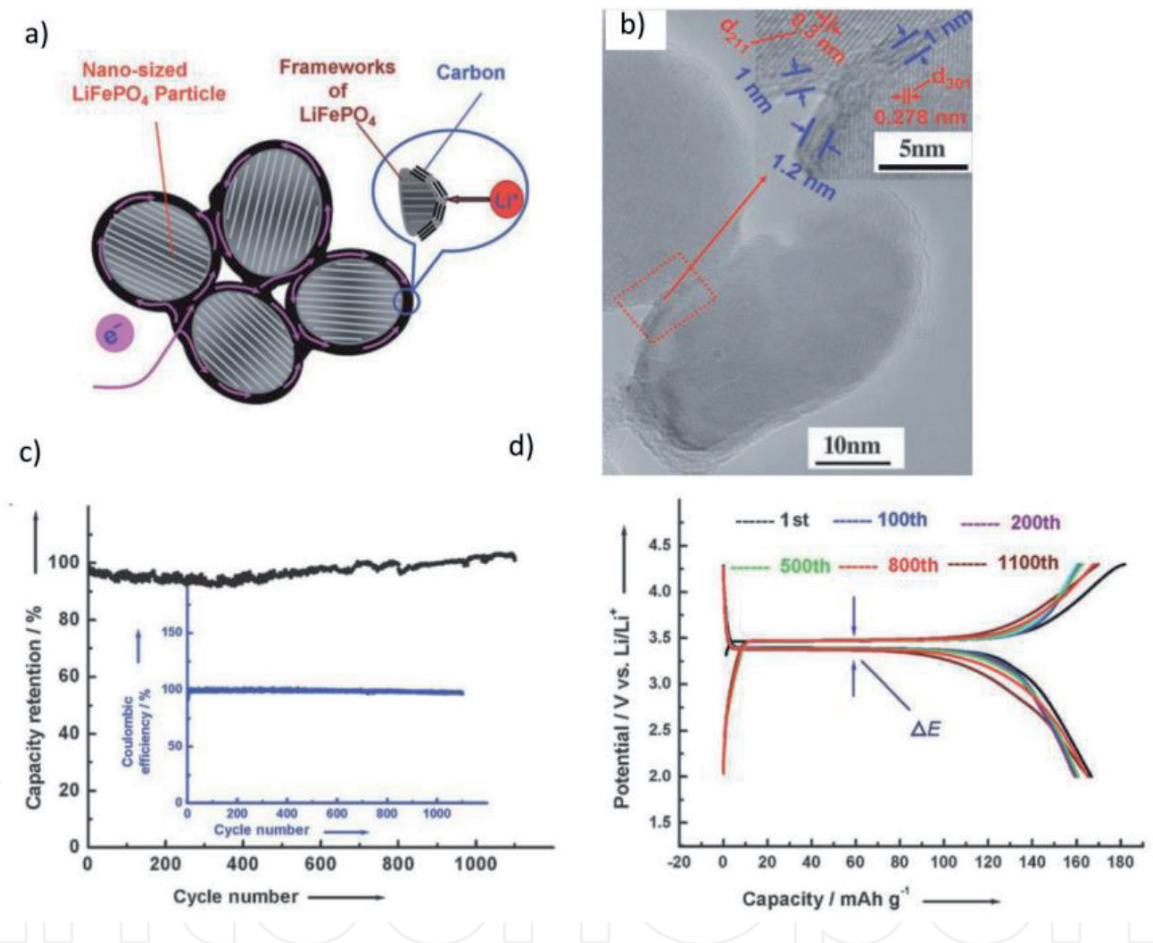 a)
Nano-sized
LiFePO4 Particle
Frameworks
of
LiFePO4
Carbon
Li+
e-
b)
d211
0.3 nm
1 nm
1 nm
1.2 nm
d301
0.278 nm
5nm
10nm
c)
Capacity retention / %
100
80
60
40
20
0
0 200 400 600 800 1000
Cycle number
Coulombic
efficiency / %
150
100
50
0
0 200 400 600 800 1000
Cycle number
d)
1st 100th 200th
500th 800th 1100th
Potential / V vs. Li/Li+
4.5
4.0
3.5
3.0
2.5
2.0
1.5
ΔE
-20 0 20 40 60 80 100 120 140 160 180
Capacity / mAh g-1